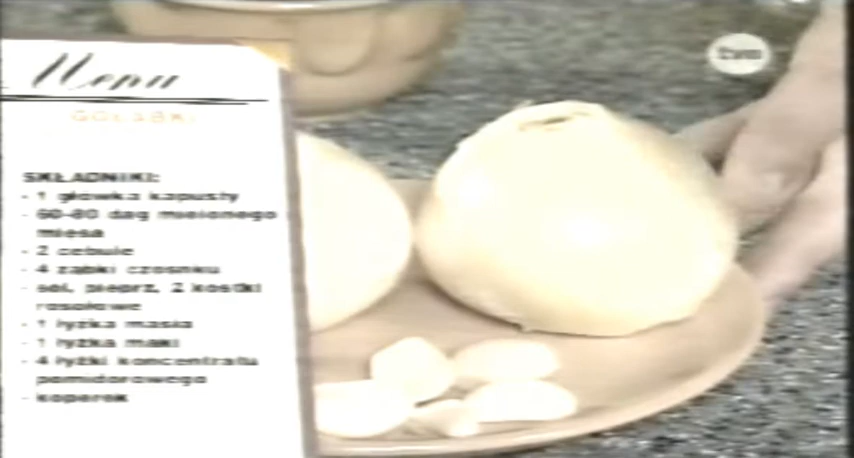 Menu
GOŁĄBKI
SKŁADNIKI:
- 1 główka kapusty
- 60-80 dag mielonego
mięsa
- 2 cebule
- 4 ząbki czosnku
- sól, pieprz, 2 kostki
rosołowe
- 1 łyżka masła
- 1 łyżka mąki
- 4 łyżki koncentratu
pomidorowego
- koperek